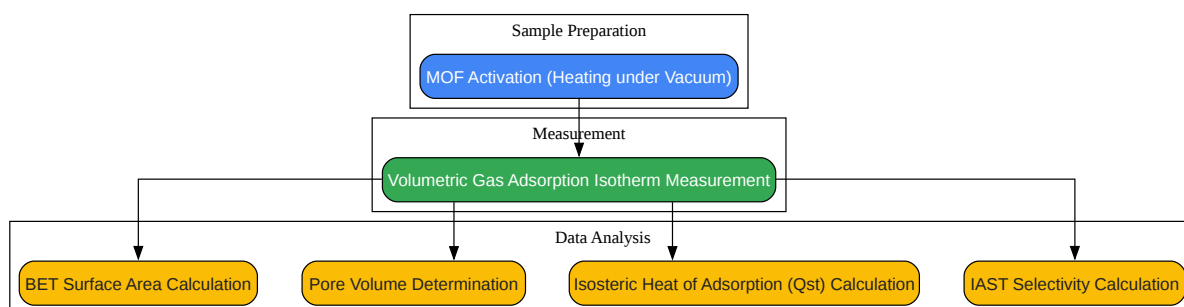 Sample Preparation
MOF Activation (Heating under Vacuum)
Measurement
Volumetric Gas Adsorption Isotherm Measurement
Data Analysis
BET Surface Area Calculation
Pore Volume Determination
Isosteric Heat of Adsorption (Qst) Calculation
IAST Selectivity Calculation